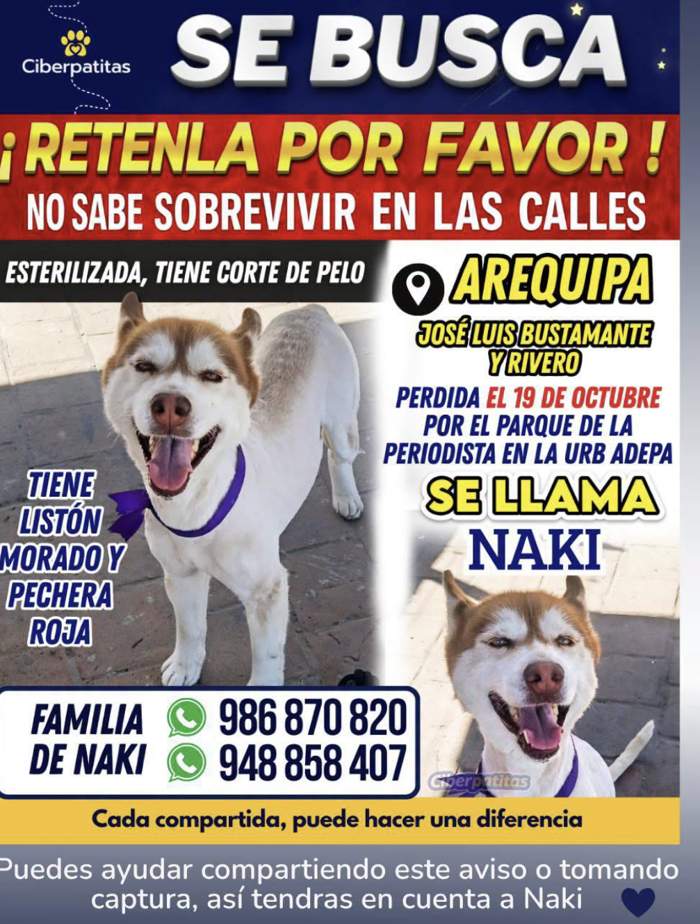 Ciberpatitas
SE BUSCA
¡RETENLA POR FAVOR !
NO SABE SOBREVIVIR EN LAS CALLES
ESTERILIZADA, TIENE CORTE DE PELO
AREQUIPA
JOSÉ LUIS BUSTAMANTE
Y RIVERO
PERDIDA EL 19 DE OCTUBRE
POR EL PARQUE DE LA
PERIODISTA EN LA URB ADEPA
SE LLAMA
NAKI
TIENE
LISTÓN
MORADO Y
PECHERA
ROJA
FAMILIA
DE NAKI
986 870 820
948 858 407
Ciberpatitas
Cada compartida, puede hacer una diferencia
Puedes ayudar compartiendo este aviso o tomando
captura, así tendras en cuenta a Naki